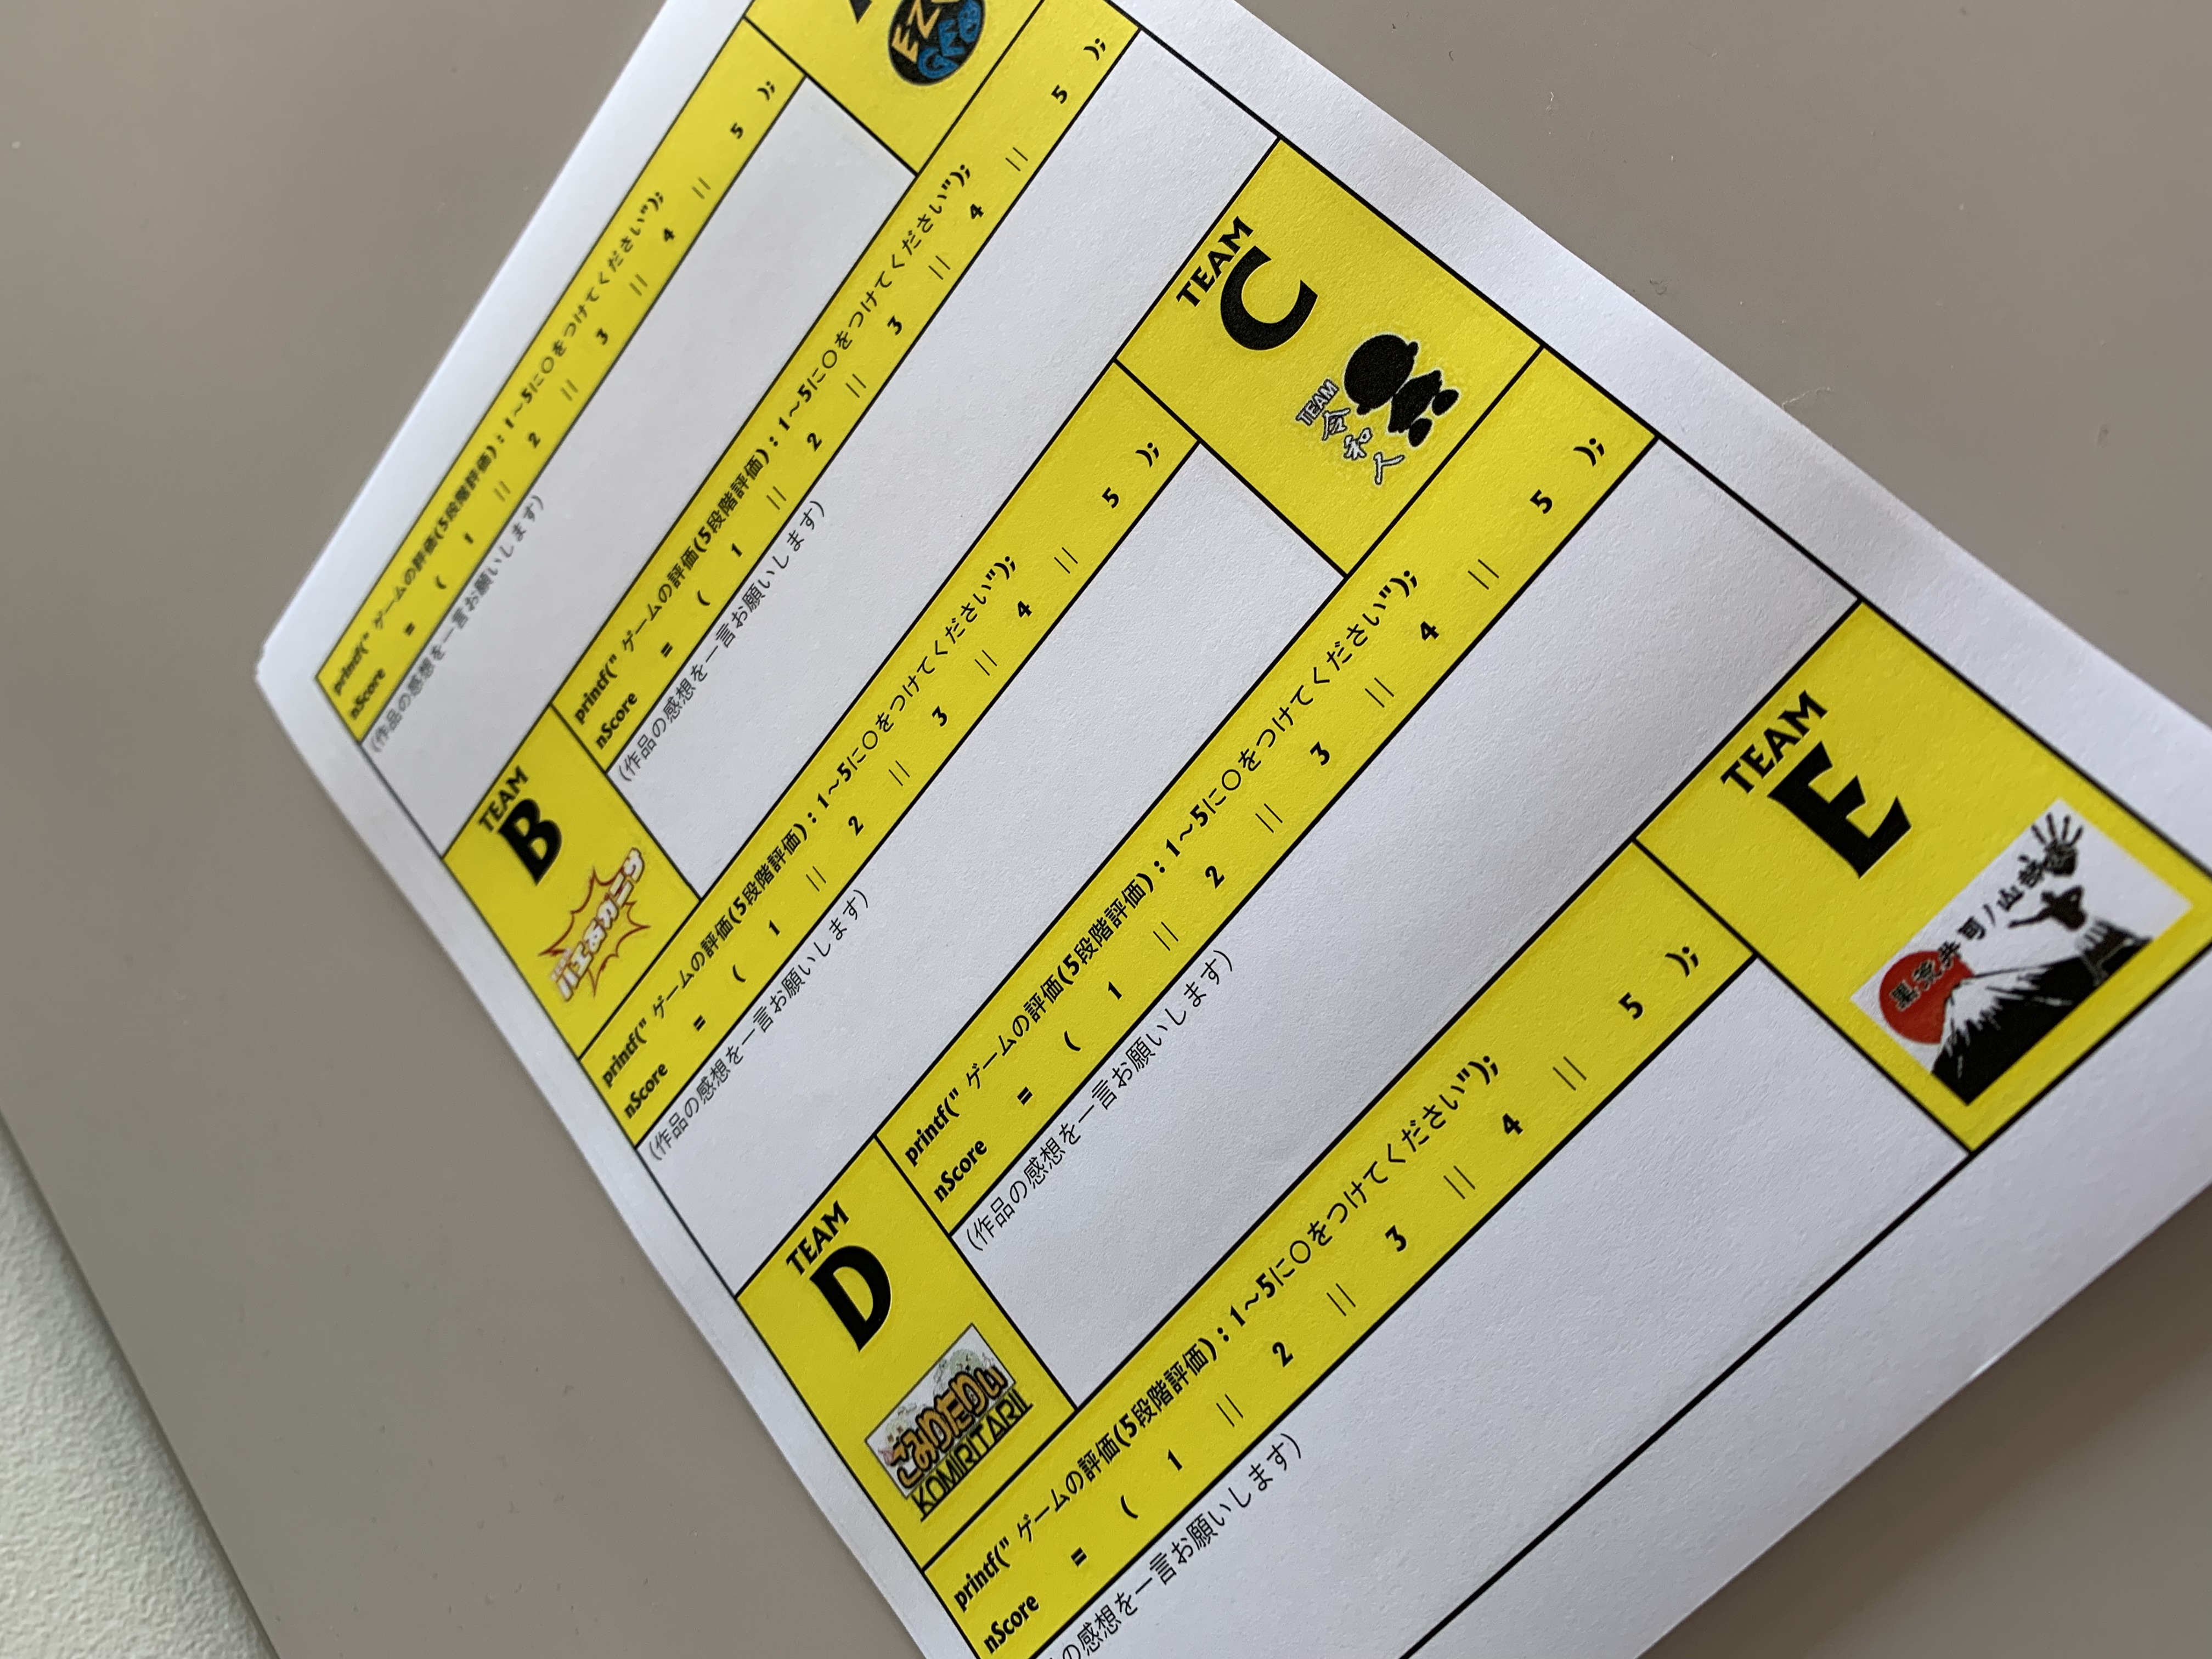 printf(" ゲームの評価(5段階評価) : 1~5に○をつけてください");
nScore = ( 1 || 2 || 3 || 4 || 5 );
(作品の感想を一言お願いします)
TEAM
B
printf(" ゲームの評価(5段階評価) : 1~5に○をつけてください");
nScore = ( 1 || 2 || 3 || 4 || 5 );
(作品の感想を一言お願いします)
TEAM
C
TEAM
令和人
printf(" ゲームの評価(5段階評価) : 1~5に○をつけてください");
nScore = ( 1 || 2 || 3 || 4 || 5 );
(作品の感想を一言お願いします)
TEAM
D
こみりたりい
KOMIRITARII
printf(" ゲームの評価(5段階評価) : 1~5に○をつけてください");
nScore = ( 1 || 2 || 3 || 4 || 5 );
(作品の感想を一言お願いします)
TEAM
E
printf(" ゲームの評価(5段階評価) : 1~5に○をつけてください");
nScore = ( 1 || 2 || 3 || 4 || 5 );
の感想を一言お願いします)